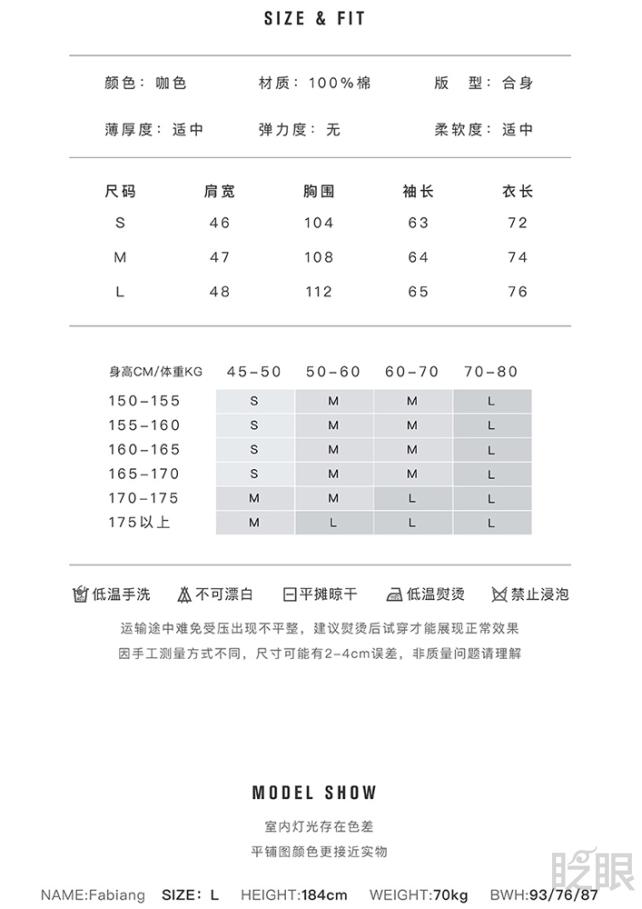 SIZE & FIT
颜色：咖色 材质：100%棉 版 型：合身
薄厚度：适中 弹力度：无 柔软度：适中
尺码 肩宽 胸围 袖长 衣长
S 46 104 63 72
M 47 108 64 74
L 48 112 65 76
身高CM/体重KG 45-50 50-60 60-70 70-80
150-155 S M M L
155-160 S M M L
160-165 S M M L
165-170 S M M L
170-175 M M L L
175以上 M L L L
低温手洗 不可漂白 平摊晾干 低温熨烫 禁止浸泡
运输途中难免受压出现不平整，建议熨烫后试穿才能展现正常效果
因手工测量方式不同，尺寸可能有2-4cm误差，非质量问题请理解
MODEL SHOW
室内灯光存在色差
平铺图颜色更接近实物
眨眼
NAME:Fabiang SIZE：L HEIGHT:184cm WEIGHT:70kg BWH:93/76/87